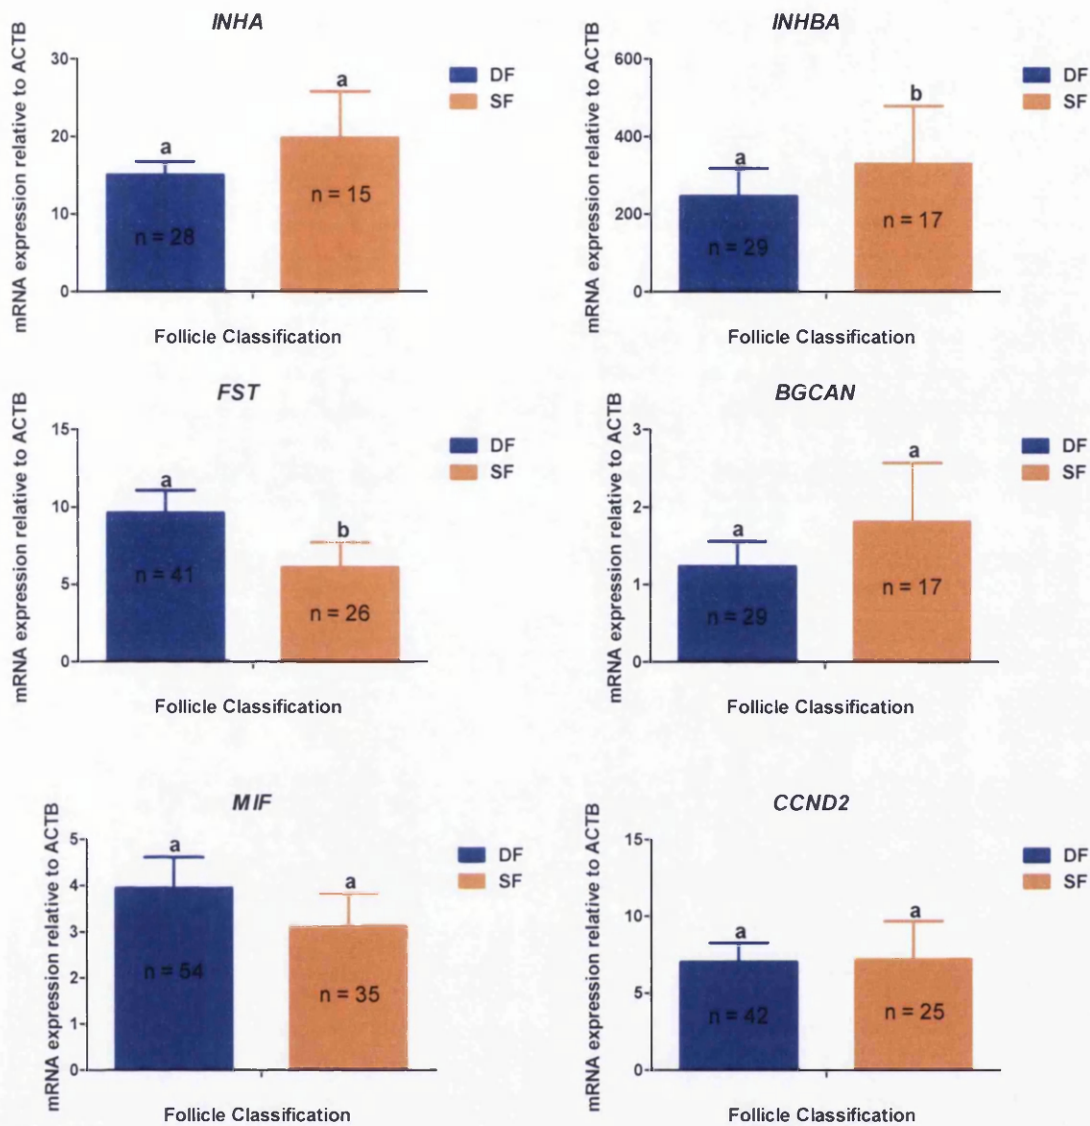 INHA
mRNA expression relative to ACTB
30
20
10
0
a
n = 28
a
n = 15
DF
SF
Follicle Classification
INHBA
mRNA expression relative to ACTB
600
400
200
0
a
n = 29
b
n = 17
DF
SF
Follicle Classification
FST
mRNA expression relative to ACTB
15
10
5
0
a
n = 41
b
n = 26
DF
SF
Follicle Classification
BGCAN
mRNA expression relative to ACTB
3
2
1
0
a
n = 29
a
n = 17
DF
SF
Follicle Classification
MIF
mRNA expression relative to ACTB
5
4
3
2
1
0
a
n = 54
a
n = 35
DF
SF
Follicle Classification
CCND2
mRNA expression relative to ACTB
15
10
5
0
a
n = 42
a
n = 25
DF
SF
Follicle Classification